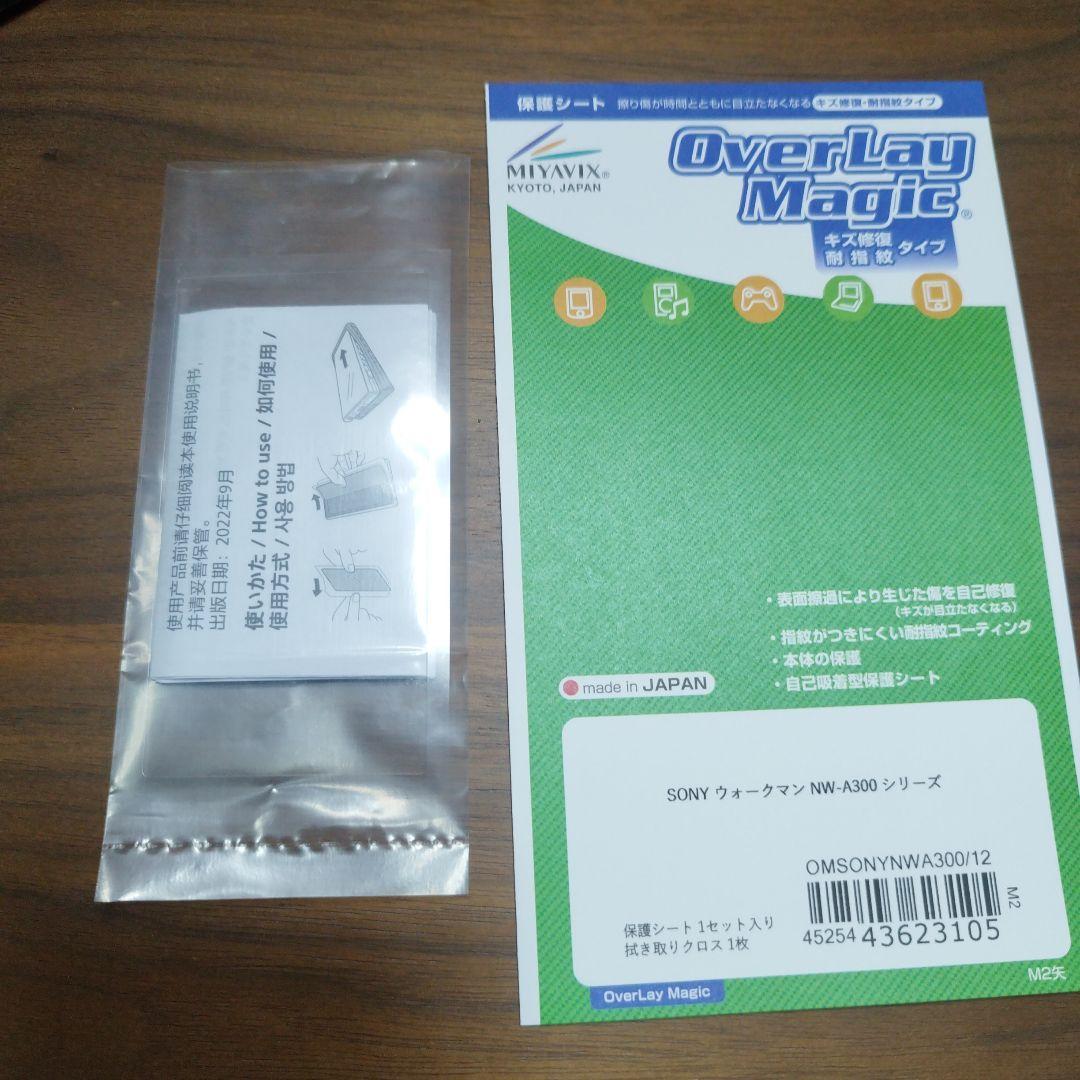 使用产品前请仔细阅读本使用说明书，
并请妥善保管。
出版日期：2022年9月
使いかた / How to use / 如何使用 /
使用方式 / 사용 방법
保護シート 擦り傷が時間とともに目立たなくなる キズ修復・耐指紋タイプ
MIYAVIX®
KYOTO, JAPAN
OverLay
Magic®
キズ修復
耐指紋 タイプ
・表面擦過により生じた傷を自己修復
（キズが目立たなくなる）
・指紋がつきにくい耐指紋コーティング
・本体の保護
・自己吸着型保護シート
made in JAPAN
SONY ウォークマン NW-A300 シリーズ
OMSONYNWA300/12
M2
保護シート 1セット入り
拭き取りクロス 1枚
45254 43623105
M2矢
OverLay Magic